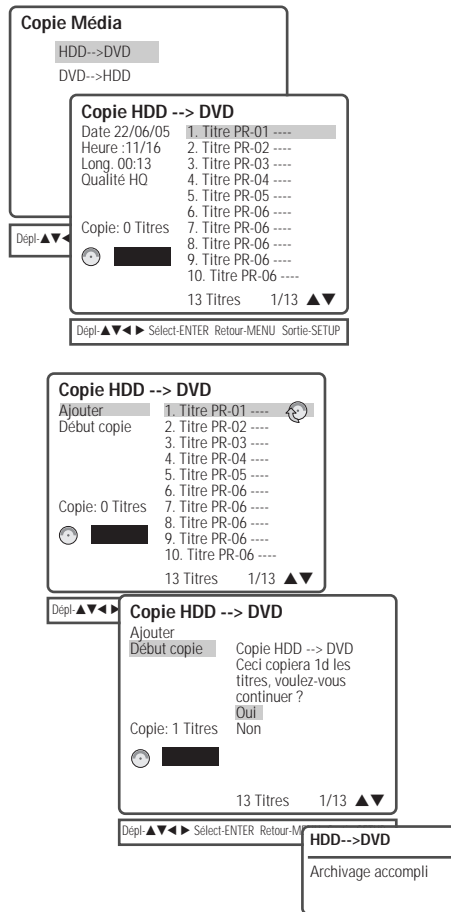 Copie Média
HDD-->DVD
DVD-->HDD
Dépl-▲▼◄
Copie HDD --> DVD
Date 22/06/05
Heure :11/16
Long. 00:13
Qualité HQ
Copie: 0 Titres
1. Titre PR-01 ----
2. Titre PR-02 ----
3. Titre PR-03 ----
4. Titre PR-04 ----
5. Titre PR-05 ----
6. Titre PR-06 ----
7. Titre PR-06 ----
8. Titre PR-06 ----
9. Titre PR-06 ----
10. Titre PR-06 ----
13 Titres 1/13 ▲▼
Dépl-▲▼◄ ► Sélect-ENTER Retour-MENU Sortie-SETUP
Copie HDD --> DVD
Ajouter
Début copie
Copie: 0 Titres
1. Titre PR-01 ----
2. Titre PR-02 ----
3. Titre PR-03 ----
4. Titre PR-04 ----
5. Titre PR-05 ----
6. Titre PR-06 ----
7. Titre PR-06 ----
8. Titre PR-06 ----
9. Titre PR-06 ----
10. Titre PR-06 ----
13 Titres 1/13 ▲▼
Dépl-▲▼◄ ►
Copie HDD --> DVD
Ajouter
Début copie
Copie: 1 Titres
Copie HDD --> DVD
Ceci copiera 1d les
titres, voulez-vous
continuer ?
Oui
Non
13 Titres 1/13 ▲▼
Dépl-▲▼◄ ► Sélect-ENTER Retour-M
HDD-->DVD
Archivage accompli